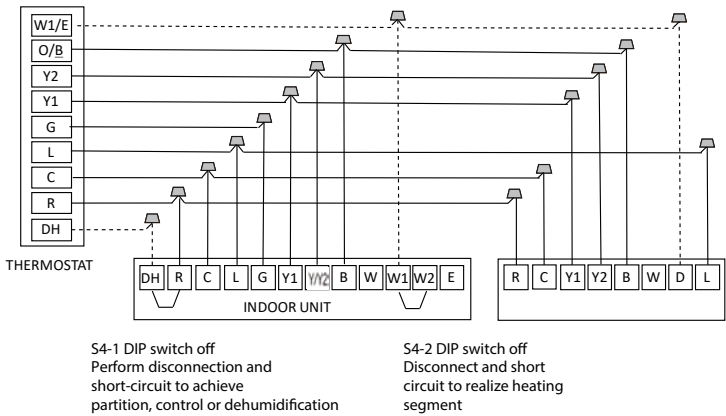 W1/E
O/B
Y2
Y1
G
L
C
R
DH
THERMOSTAT
DH R C L G Y1 Y/Y2 B W W1 W2 E
INDOOR UNIT
R C Y1 Y2 B W D L
S4-1 DIP switch off
Perform disconnection and
short-circuit to achieve
partition, control or dehumidification
S4-2 DIP switch off
Disconnect and short
circuit to realize heating
segment